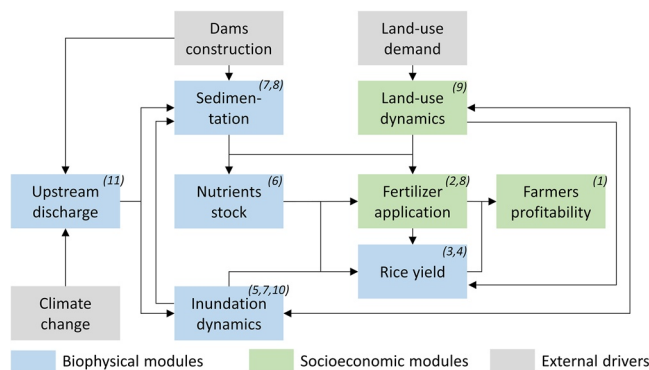 Dams
construction
Land-use
demand
(7,8)
Sedimen-
tation
(9)
Land-use
dynamics
(11)
Upstream
discharge
(6)
Nutrients
stock
(2,8)
Fertilizer
application
(1)
Farmers
profitability
(3,4)
Rice yield
Climate
change
(5,7,10)
Inundation
dynamics
Biophysical modules
Socioeconomic modules
External drivers